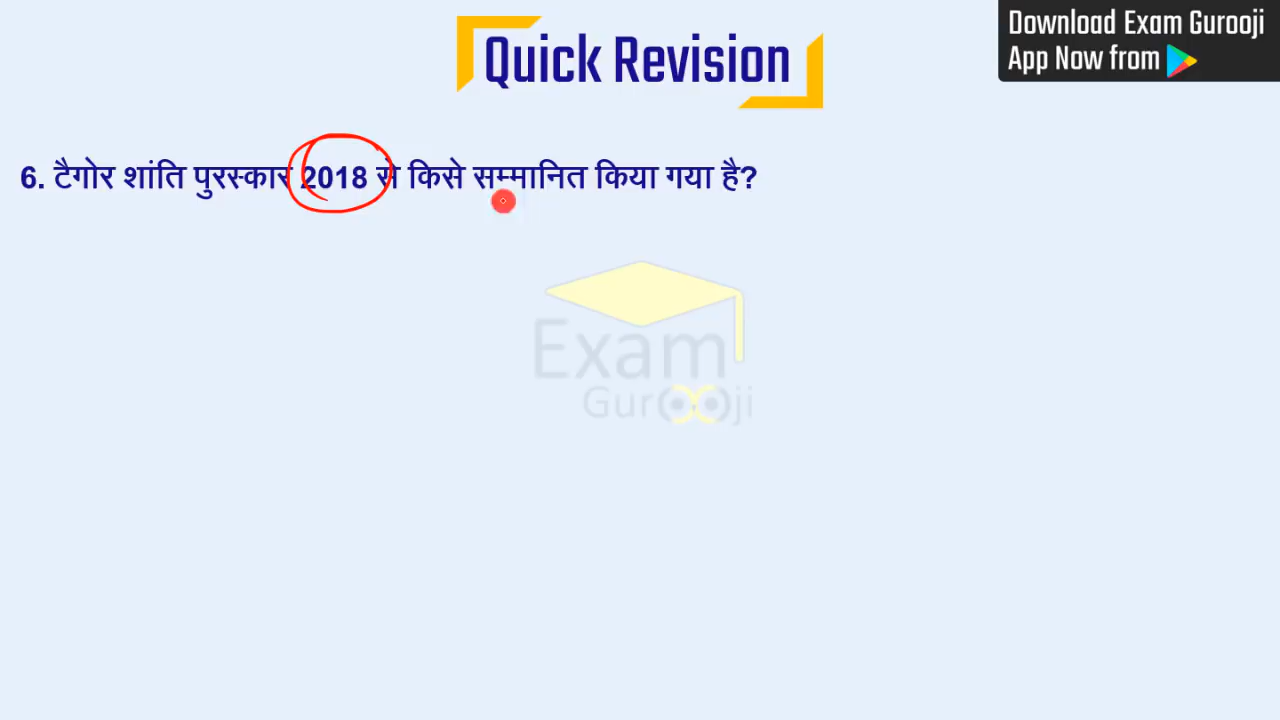 Quick Revision
Download Exam Gurooji
App Now from
6. टैगोर शांति पुरस्कार 2018 से किसे सम्मानित किया गया है?
Exam
Gurooji